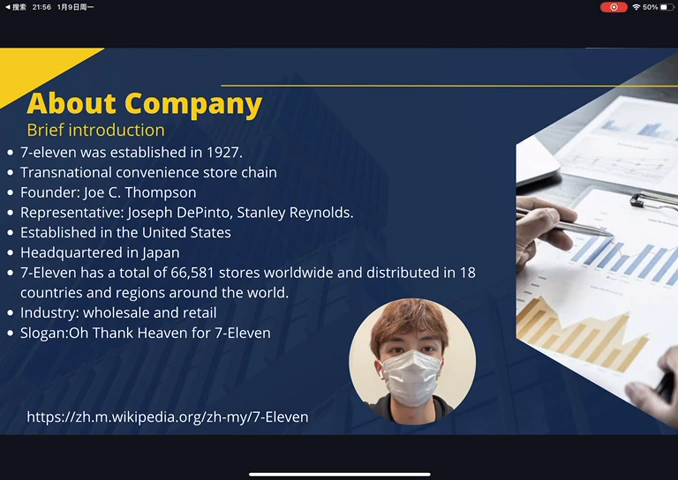 ◀ 搜索 21:56 1月9日周一
50%
About Company
Brief introduction
• 7-eleven was established in 1927.
• Transnational convenience store chain
• Founder: Joe C. Thompson
• Representative: Joseph DePinto, Stanley Reynolds.
• Established in the United States
• Headquartered in Japan
• 7-Eleven has a total of 66,581 stores worldwide and distributed in 18
countries and regions around the world.
• Industry: wholesale and retail
• Slogan:Oh Thank Heaven for 7-Eleven
https://zh.m.wikipedia.org/zh-my/7-Eleven